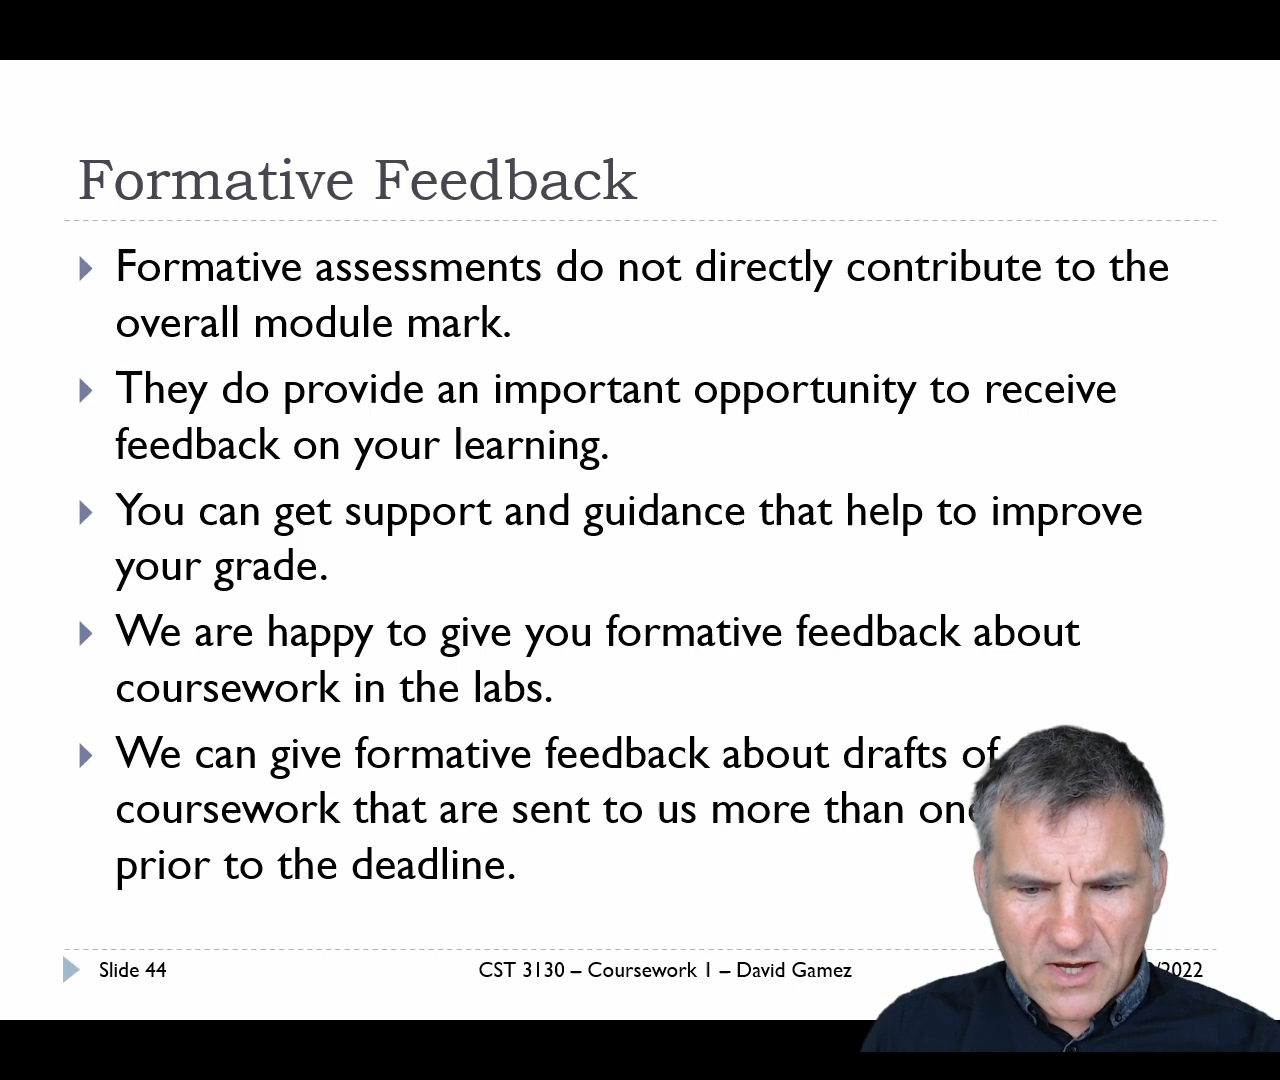 Formative Feedback
Formative assessments do not directly contribute to the
overall module mark.
They do provide an important opportunity to receive
feedback on your learning.
You can get support and guidance that help to improve
your grade.
We are happy to give you formative feedback about
coursework in the labs.
We can give formative feedback about drafts of
coursework that are sent to us more than
prior to the deadline.
Slide 44
CST 3130 – Coursework 1 – David Gamez
/2022